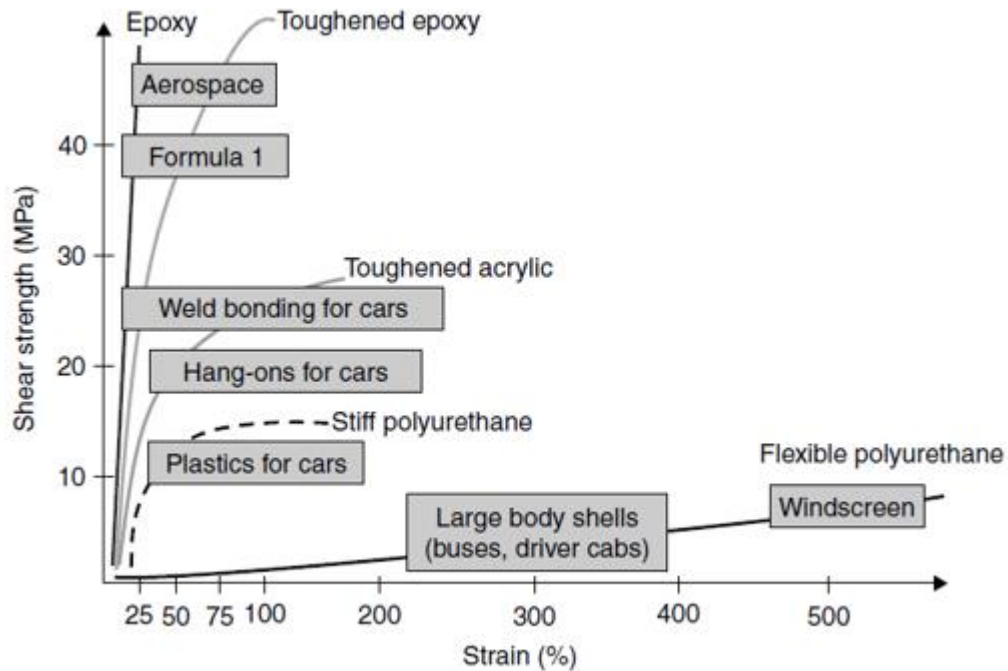 Epoxy
Toughened epoxy
Aerospace
40
Formula 1
Shear strength (MPa)
30
Toughened acrylic
Weld bonding for cars
20
Hang-ons for cars
Stiff polyurethane
Plastics for cars
Flexible polyurethane
10
Windscreen
Large body shells
(buses, driver cabs)
25 50 75 100 200 300 400 500
Strain (%)